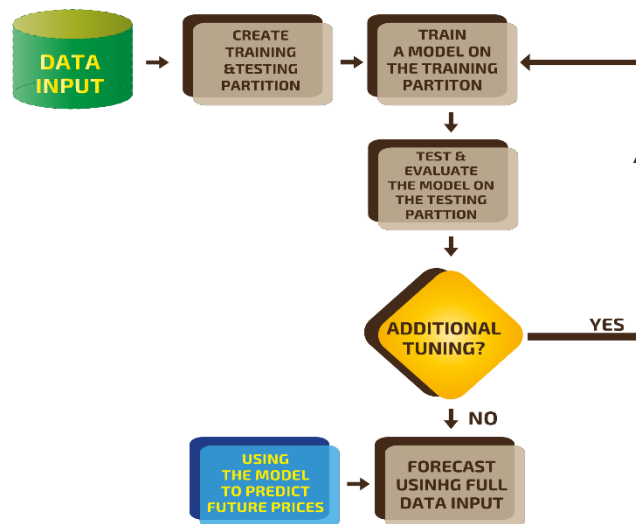 DATA
INPUT
CREATE
TRAINING
&TESTING
PARTITION
TRAIN
A MODEL ON
THE TRAINING
PARTITON
TEST &
EVALUATE
THE MODEL ON
THE TESTING
PARTTION
ADDITIONAL
TUNING?
YES
NO
USING
THE MODEL
TO PREDICT
FUTURE PRICES
FORECAST
USINHG FULL
DATA INPUT